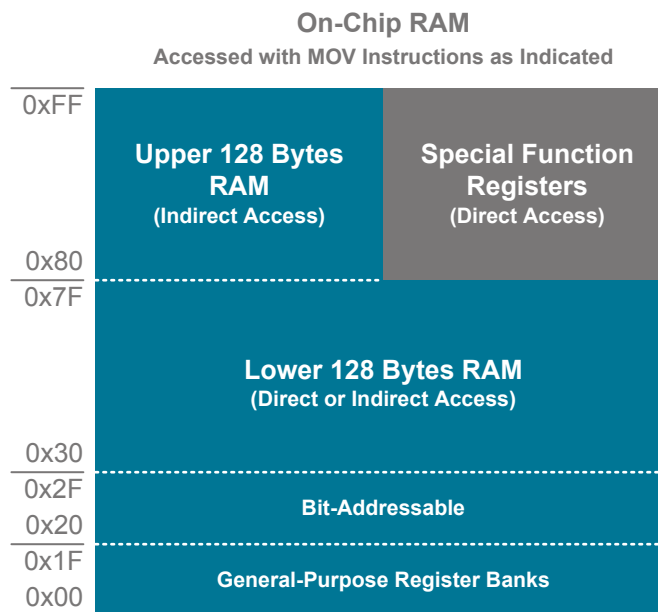 On-Chip RAM
Accessed with MOV Instructions as Indicated
0xFF
Upper 128 Bytes
RAM
(Indirect Access)
Special Function
Registers
(Direct Access)
0x80
0x7F
Lower 128 Bytes RAM
(Direct or Indirect Access)
0x30
0x2F
Bit-Addressable
0x20
0x1F
General-Purpose Register Banks
0x00